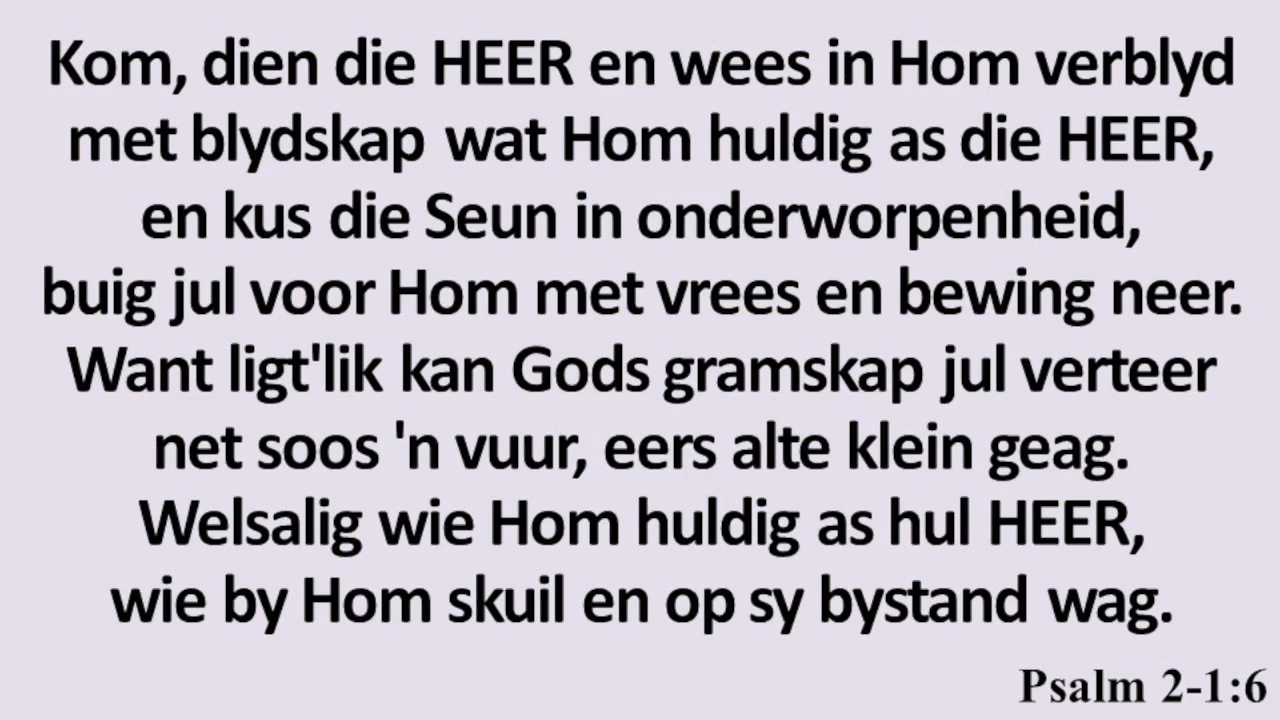 Kom, dien die HEER en wees in Hom verblyd
met blydskap wat Hom huldig as die HEER,
en kus die Seun in onderworpenheid,
buig jul voor Hom met vrees en bewing neer.
Want ligt'lik kan Gods gramskap jul verteer
net soos 'n vuur, eers alte klein geag.
Welsalig wie Hom huldig as hul HEER,
wie by Hom skuil en op sy bystand wag.
Psalm 2-1:6